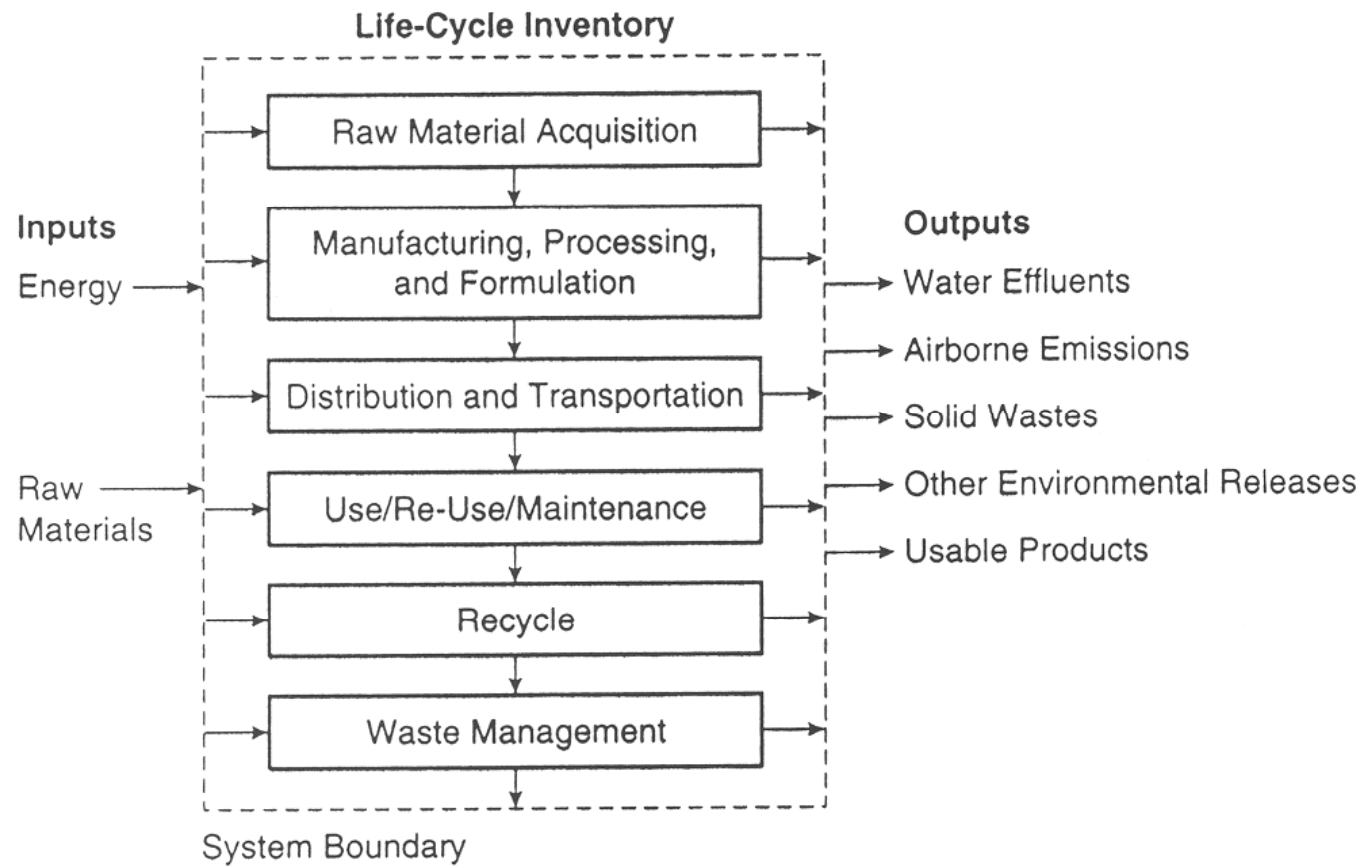 Life-Cycle Inventory
Raw Material Acquisition
Inputs
Energy
Raw
Materials
Manufacturing, Processing,
and Formulation
Distribution and Transportation
Use/Re-Use/Maintenance
Recycle
Waste Management
Outputs
Water Effluents
Airborne Emissions
Solid Wastes
Other Environmental Releases
Usable Products
System Boundary